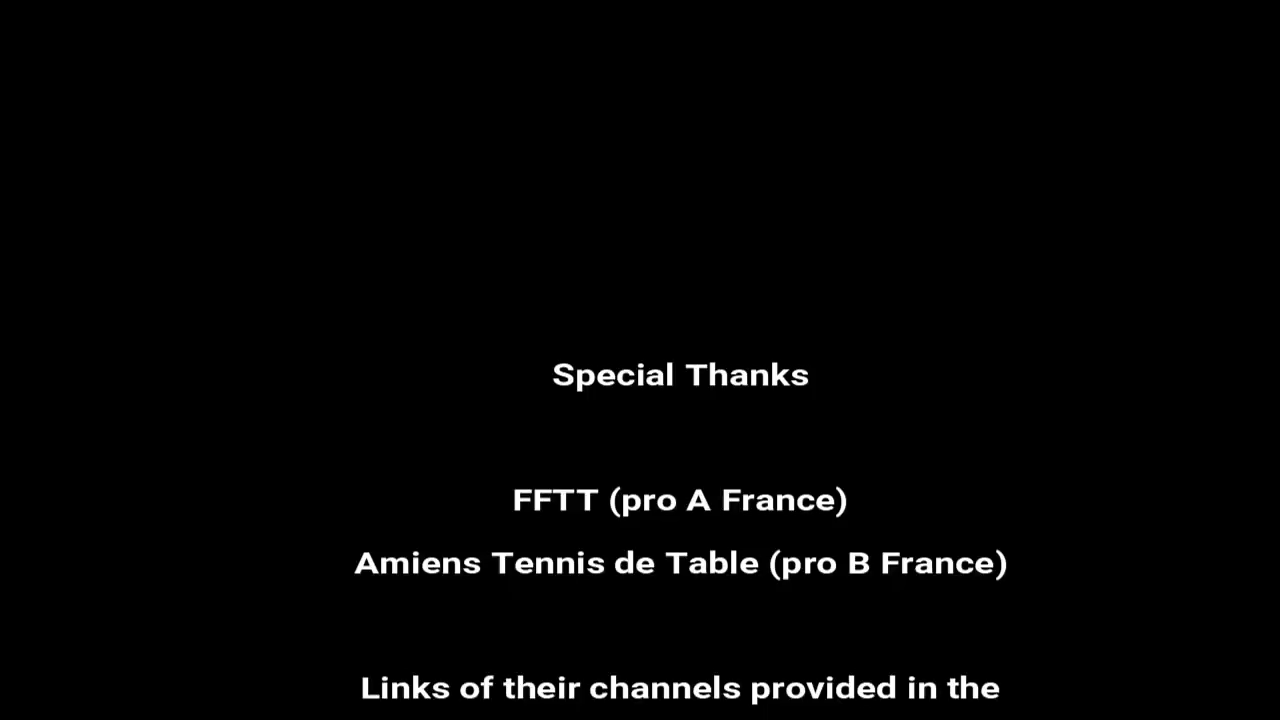 Special Thanks
FFTT (pro A France)
Amiens Tennis de Table (pro B France)
Links of their channels provided in the